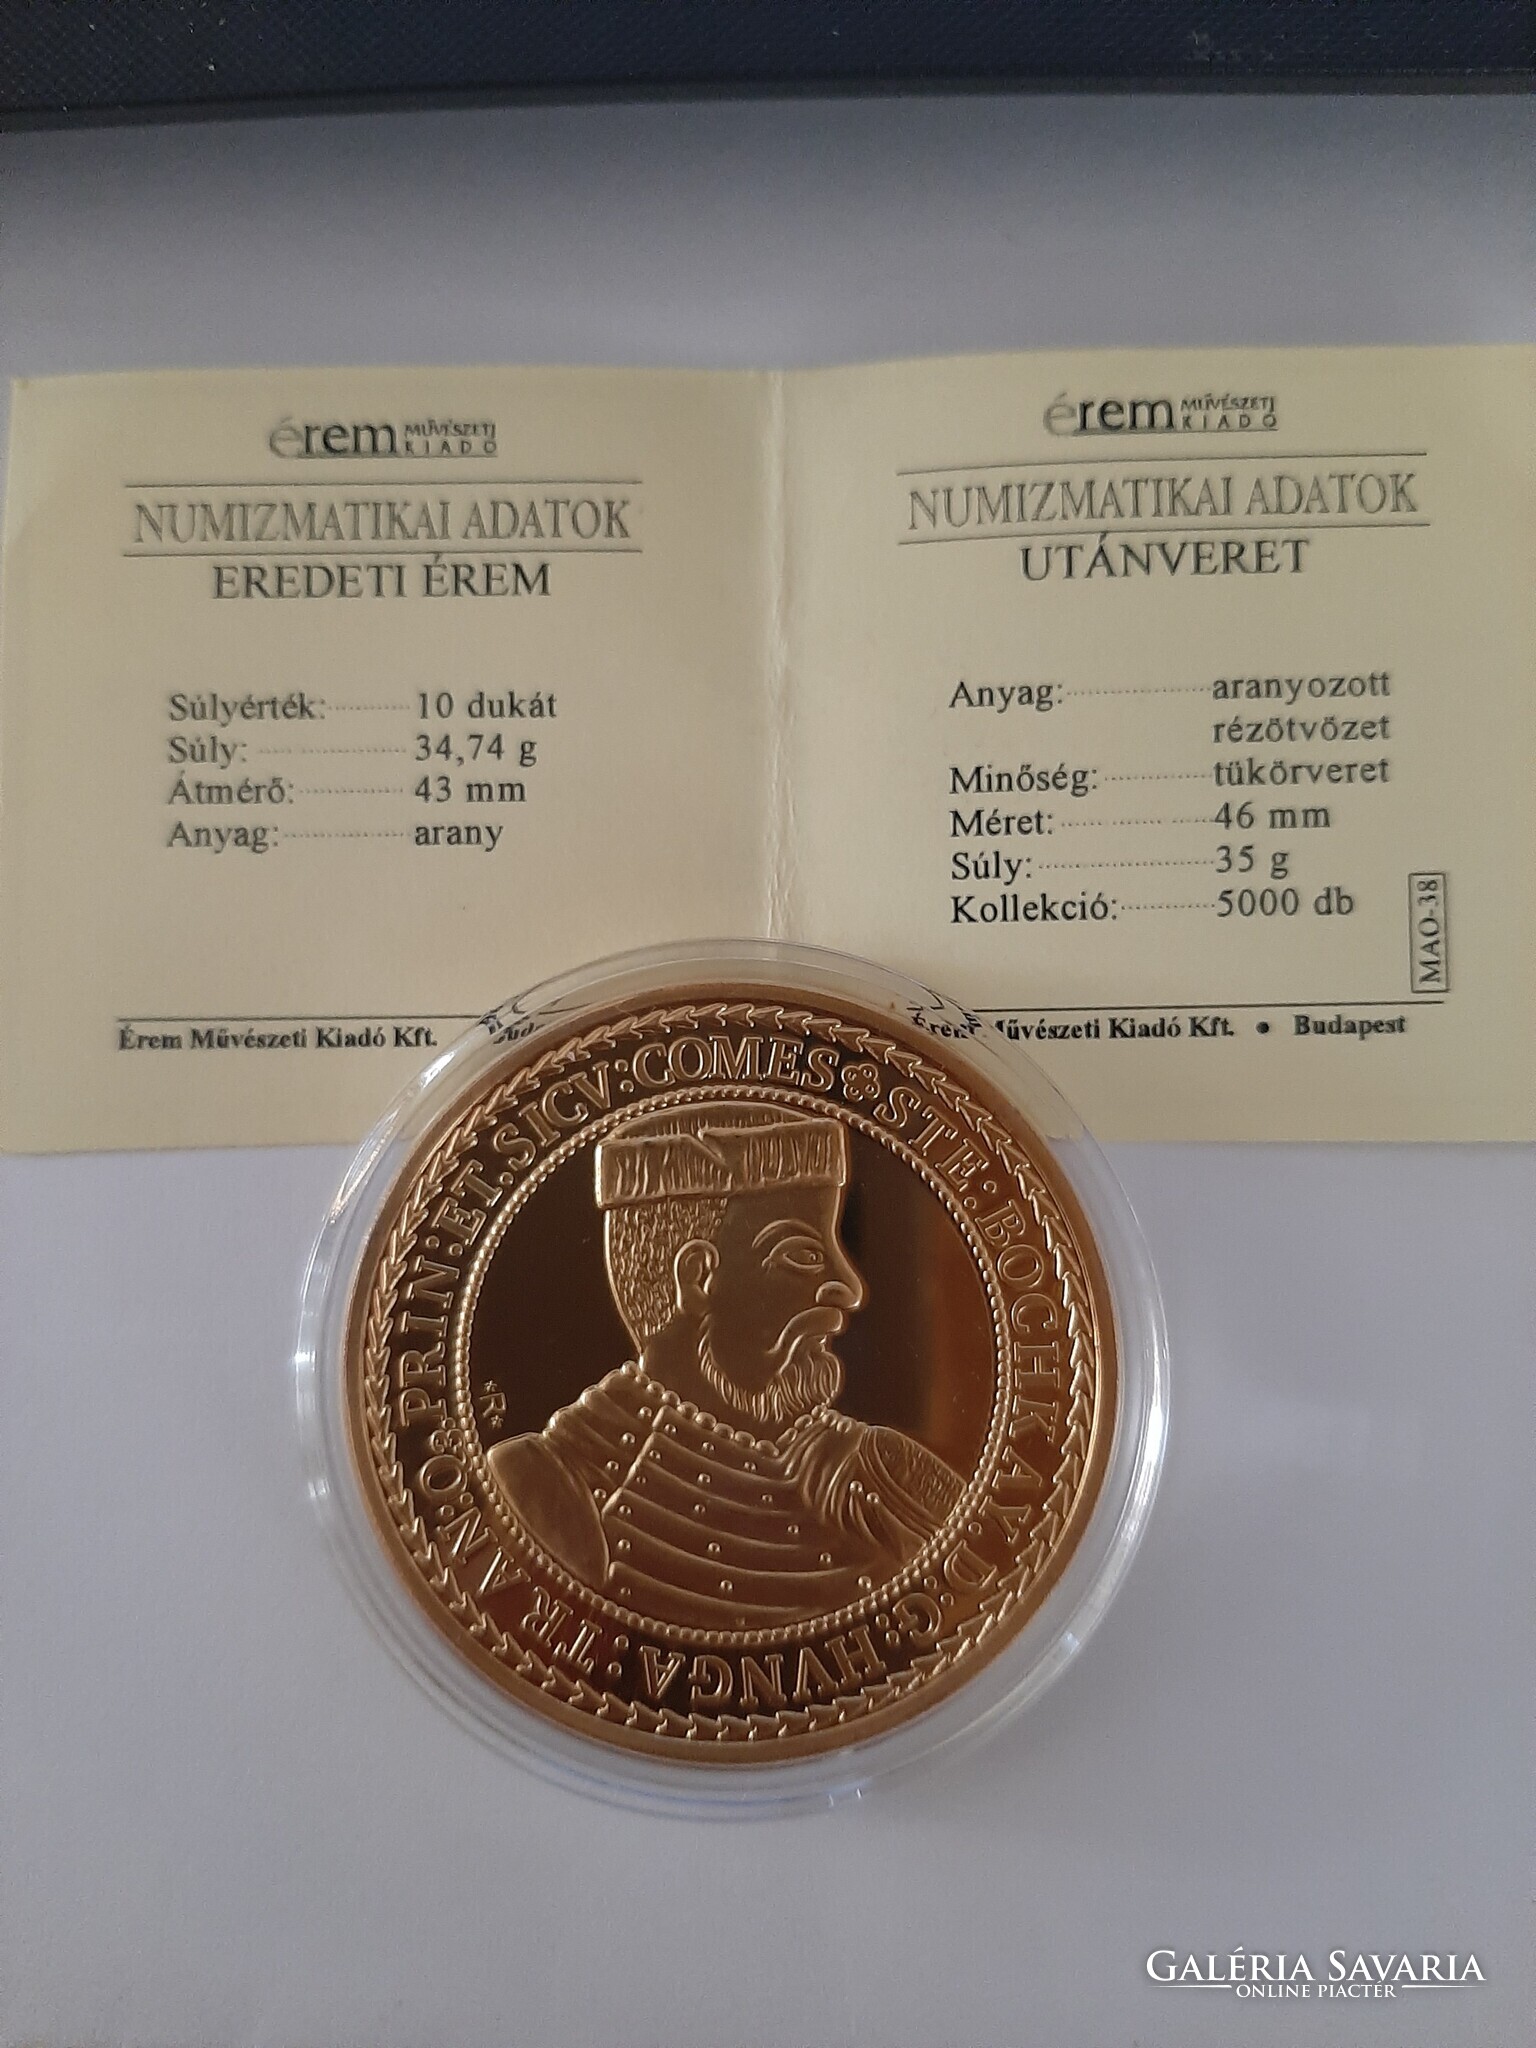 érem MŰVÉSZETI
KIADÓ
NUMIZMATIKAI ADATOK
EREDETI ÉREM
Súlyérték: 10 dukát
Súly: 34,74 g
Átmérő: 43 mm
Anyag: arany
Érem Művészeti Kiadó Kft.
érem MŰVÉSZETI
KIADÓ
NUMIZMATIKAI ADATOK
UTÁNVERET
Anyag: aranyozott
rézötvözet
Minőség: tükörveret
Méret: 46 mm
Súly: 35 g
Kollekció: 5000 db
MAO-38
Művészeti Kiadó Kft. • Budapest
STE:BOCHKAY.D:G:HVNGA:TRAN:O3:PRIN:ET.SICV:COMES
*R*
GALÉRIA SAVARIA
ONLINE PIACTÉR